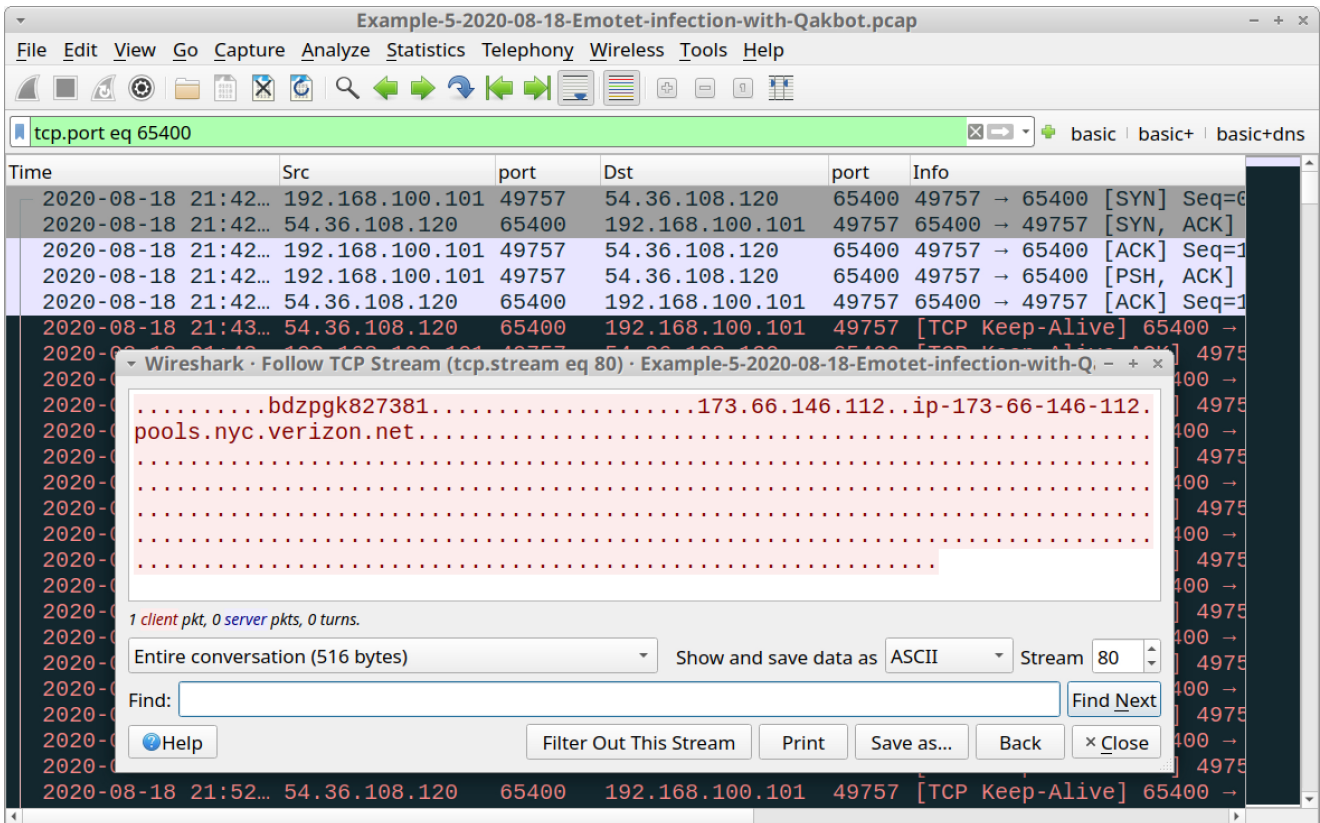 Example-5-2020-08-18-Emotet-infection-with-Qakbot.pcap
File Edit View Go Capture Analyze Statistics Telephony Wireless Tools Help
tcp.port eq 65400 basic basic+ basic+dns
Time Src port Dst port Info
2020-08-18 21:42… 192.168.100.101 49757 54.36.108.120 65400 49757 → 65400 [SYN] Seq=0
2020-08-18 21:42… 54.36.108.120 65400 192.168.100.101 49757 65400 → 49757 [SYN, ACK]
2020-08-18 21:42… 192.168.100.101 49757 54.36.108.120 65400 49757 → 65400 [ACK] Seq=1
2020-08-18 21:42… 192.168.100.101 49757 54.36.108.120 65400 49757 → 65400 [PSH, ACK]
2020-08-18 21:42… 54.36.108.120 65400 192.168.100.101 49757 65400 → 49757 [ACK] Seq=1
2020-08-18 21:43… 54.36.108.120 65400 192.168.100.101 49757 [TCP Keep-Alive] 65400 →
Wireshark · Follow TCP Stream (tcp.stream eq 80) · Example-5-2020-08-18-Emotet-infection-with-Q
..........bdzpgk827381....................173.66.146.112..ip-173-66-146-112.
pools.nyc.verizon.net.......................................................
............................................................................
............................................................................
............................................................................
............................................................................
............................................................
1 client pkt, 0 server pkts, 0 turns.
Entire conversation (516 bytes) Show and save data as ASCII Stream 80
Find: Find Next
Help Filter Out This Stream Print Save as... Back × Close
2020-08-18 21:52… 54.36.108.120 65400 192.168.100.101 49757 [TCP Keep-Alive] 65400 →